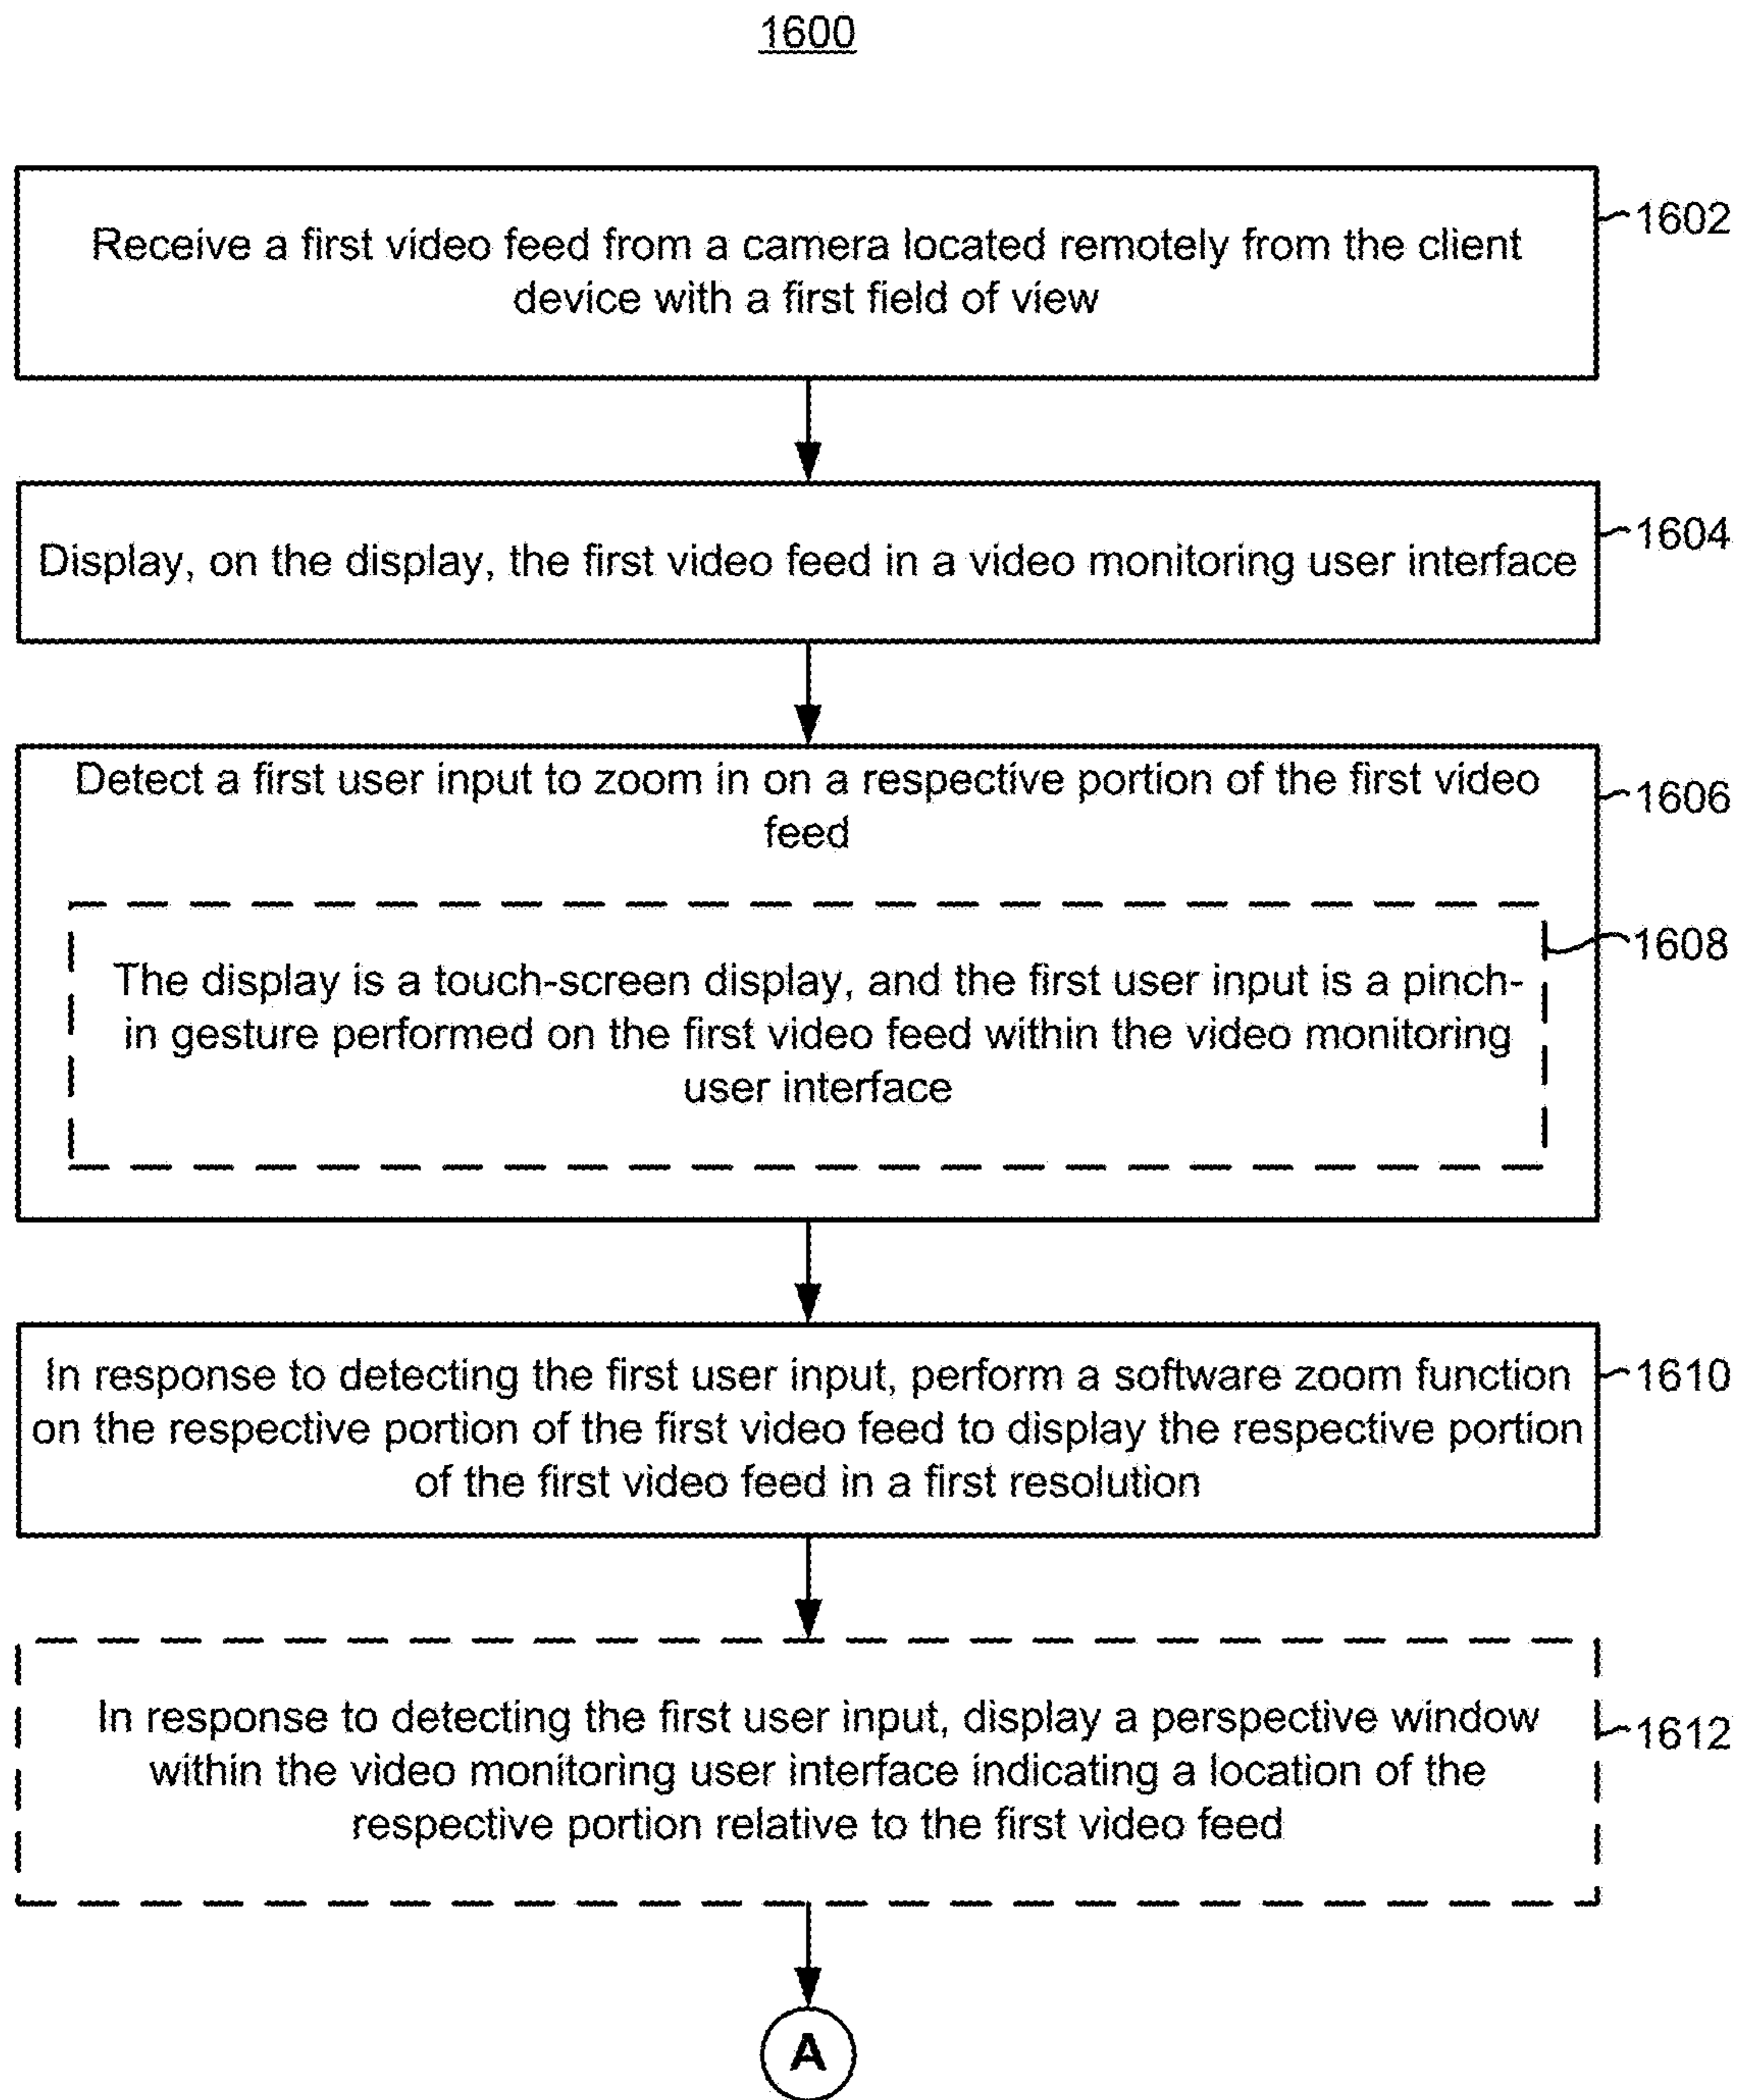 1600
Receive a first video feed from a camera located remotely from the client
device with a first field of view
1602
Display, on the display, the first video feed in a video monitoring user interface
1604
Detect a first user input to zoom in on a respective portion of the first video
feed
1606
The display is a touch-screen display, and the first user input is a pinch-
in gesture performed on the first video feed within the video monitoring
user interface
1608
In response to detecting the first user input, perform a software zoom function
on the respective portion of the first video feed to display the respective portion
of the first video feed in a first resolution
1610
In response to detecting the first user input, display a perspective window
within the video monitoring user interface indicating a location of the
respective portion relative to the first video feed
1612
A